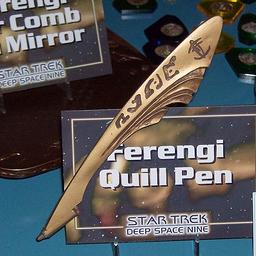 Ferengi
Comb
Mirror
STAR TREK
DEEP SPACE NINE
Ferengi
Quill Pen
STAR TREK
DEEP SPACE NINE